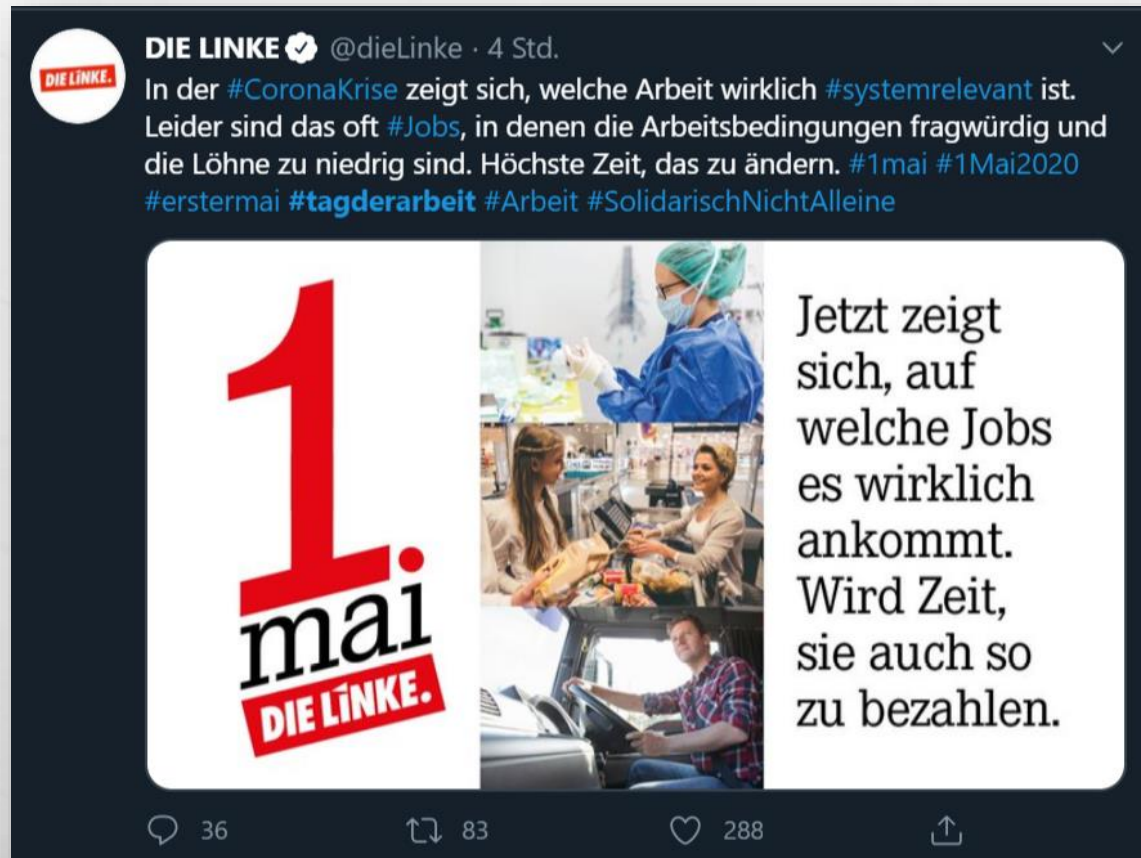 DIE LINKE @dieLinke · 4 Std.
DIE LINKE.
In der #CoronaKrise zeigt sich, welche Arbeit wirklich #systemrelevant ist.
Leider sind das oft #Jobs, in denen die Arbeitsbedingungen fragwürdig und
die Löhne zu niedrig sind. Höchste Zeit, das zu ändern. #1mai #1Mai2020
#erstermai #tagderarbeit #Arbeit #SolidarischNichtAlleine
1.
mai
DIE LINKE.
Jetzt zeigt
sich, auf
welche Jobs
es wirklich
ankommt.
Wird Zeit,
sie auch so
zu bezahlen.
36 83 288